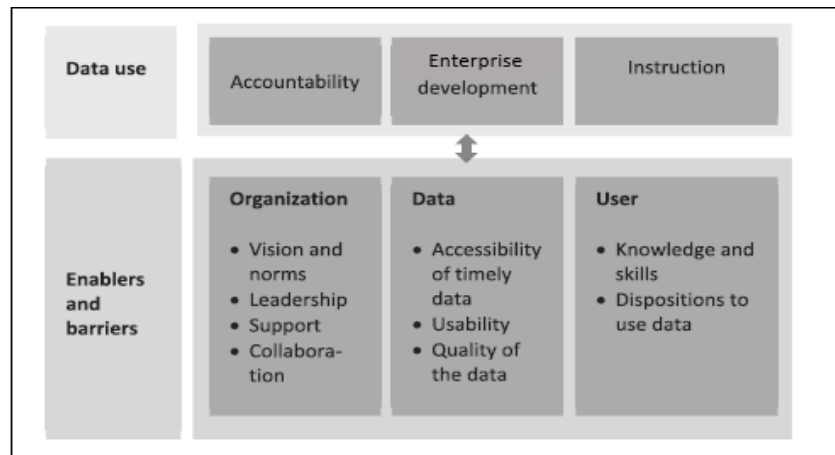 Data use
Accountability
Enterprise
development
Instruction
Enablers
and
barriers
Organization
• Vision and
norms
• Leadership
• Support
• Collabora-
tion
Data
• Accessibility
of timely
data
• Usability
• Quality of
the data
User
• Knowledge and
skills
• Dispositions to
use data